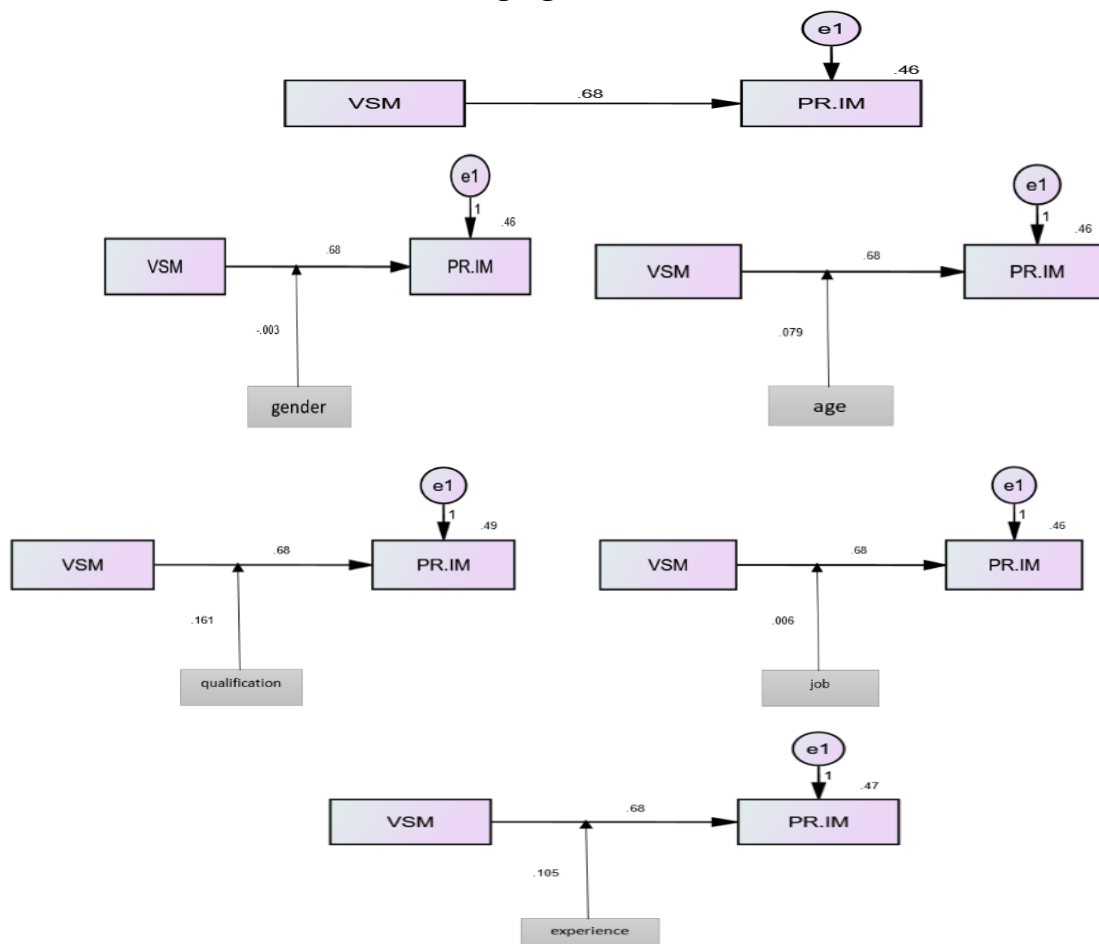 e1
.46
VSM
.68
PR.IM
e1
1
.46
VSM
.68
PR.IM
-.003
gender
e1
1
.46
VSM
.68
PR.IM
.079
age
e1
1
.49
VSM
.68
PR.IM
.161
qualification
e1
1
.46
VSM
.68
PR.IM
.006
job
e1
1
.47
VSM
.68
PR.IM
.105
experience